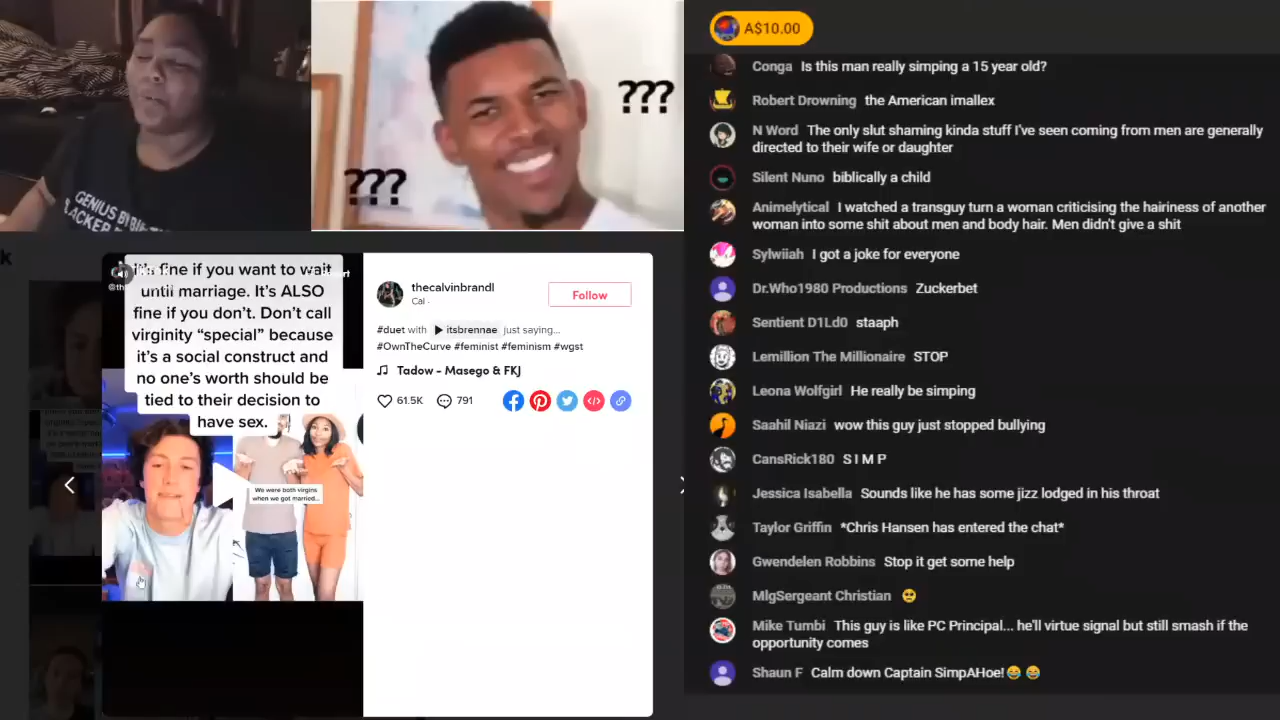 GENIUS BY BI
BLACKER
???
???
It's fine if you want to wait
until marriage. It's ALSO
fine if you don't. Don't call
virginity “special” because
it's a social construct and
no one's worth should be
tied to their decision to
have sex.
We were both virgins
when we got married...
thecalvinbrandl
Cal ·
Follow
#duet with ▶ itsbrennae just saying...
#OwnTheCurve #feminist #feminism #wgst
Tadow - Masego & FKJ
61.5K 791
A$10.00
Conga Is this man really simping a 15 year old?
Robert Drowning the American imallex
N Word The only slut shaming kinda stuff I've seen coming from men are generally
directed to their wife or daughter
Silent Nuno biblically a child
Animelytical I watched a transguy turn a woman criticising the hairiness of another
woman into some shit about men and body hair. Men didn't give a shit
Sylwiiah I got a joke for everyone
Dr.Who1980 Productions Zuckerbet
Sentient D1Ld0 staaph
Lemillion The Millionaire STOP
Leona Wolfgirl He really be simping
Saahil Niazi wow this guy just stopped bullying
CansRick180 S I M P
Jessica Isabella Sounds like he has some jizz lodged in his throat
Taylor Griffin *Chris Hansen has entered the chat*
Gwendelen Robbins Stop it get some help
MlgSergeant Christian 🥺
Mike Tumbi This guy is like PC Principal... he'll virtue signal but still smash if the
opportunity comes
Shaun F Calm down Captain SimpAHoe!😂 😂